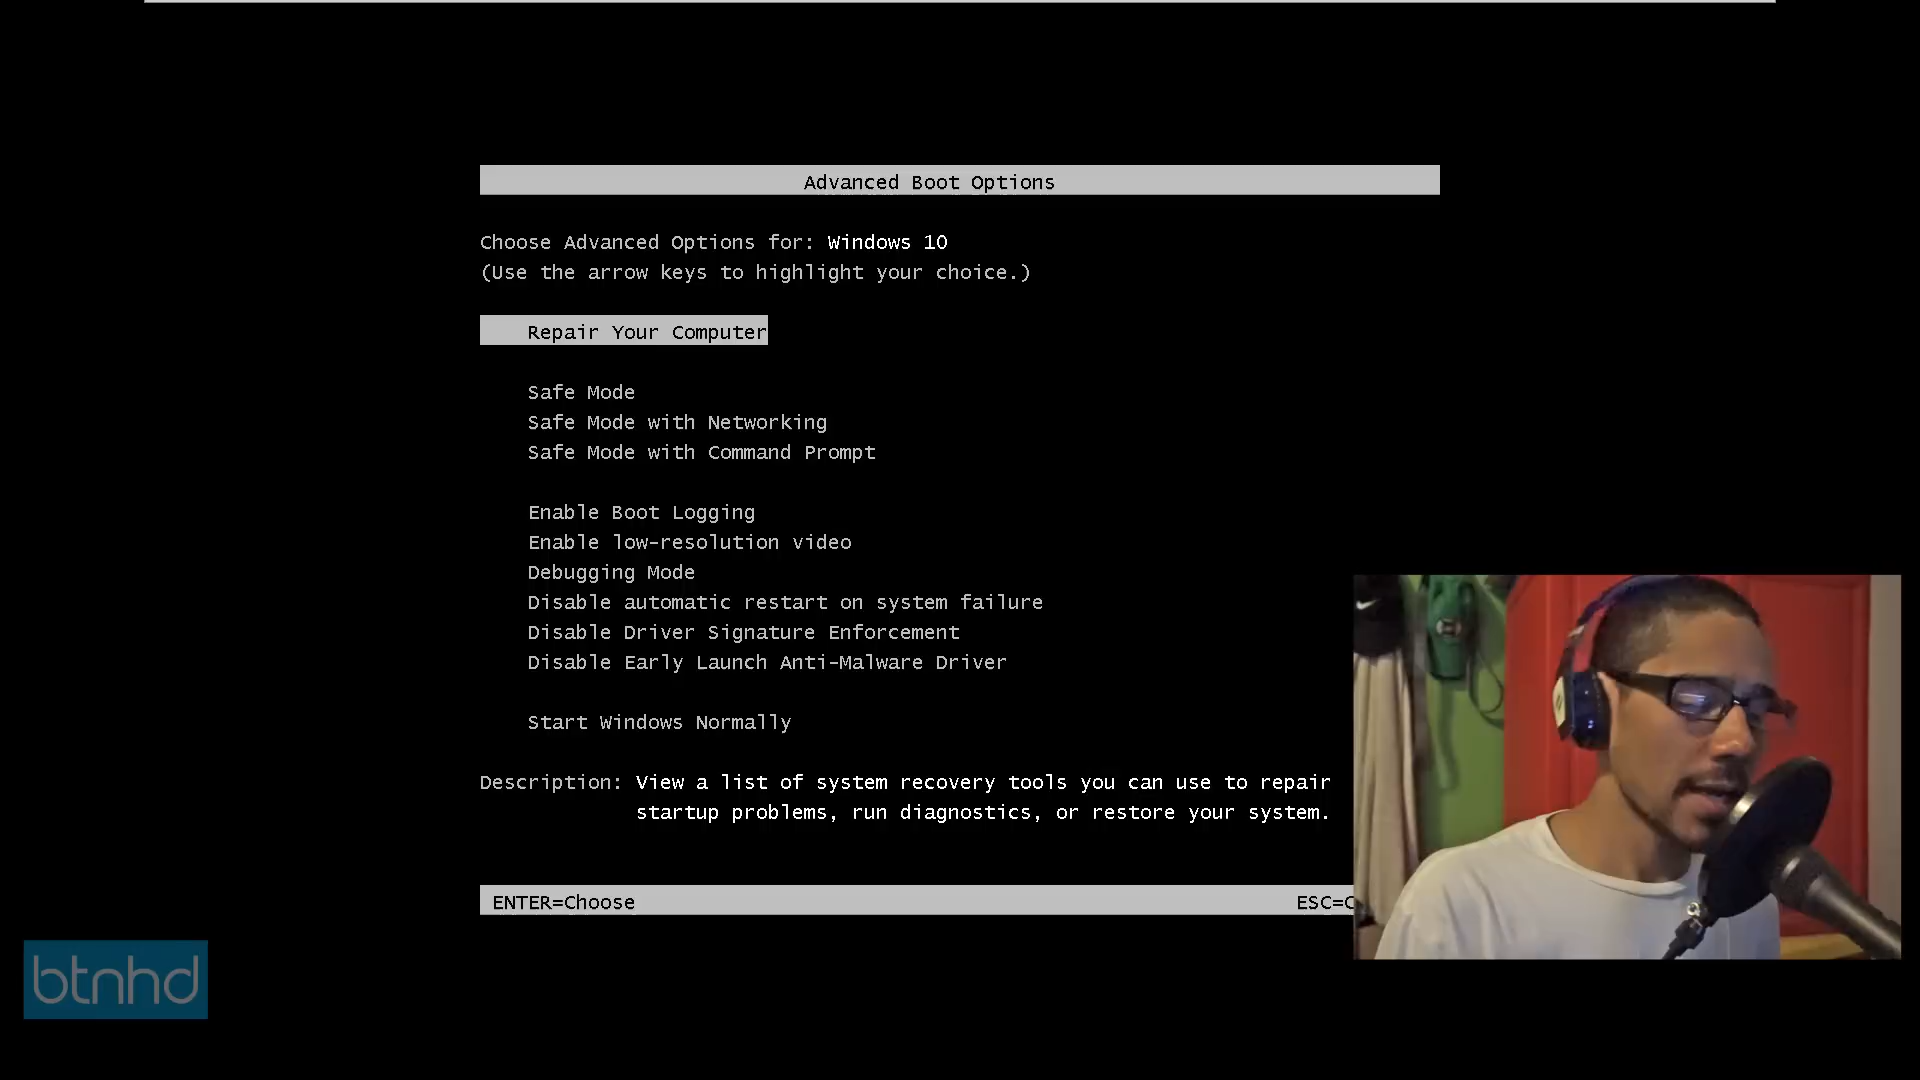 Advanced Boot Options
Choose Advanced Options for: Windows 10
(Use the arrow keys to highlight your choice.)
Repair Your Computer
Safe Mode
Safe Mode with Networking
Safe Mode with Command Prompt
Enable Boot Logging
Enable low-resolution video
Debugging Mode
Disable automatic restart on system failure
Disable Driver Signature Enforcement
Disable Early Launch Anti-Malware Driver
Start Windows Normally
Description: View a list of system recovery tools you can use to repair
startup problems, run diagnostics, or restore your system.
ENTER=Choose ESC=C
btnhd